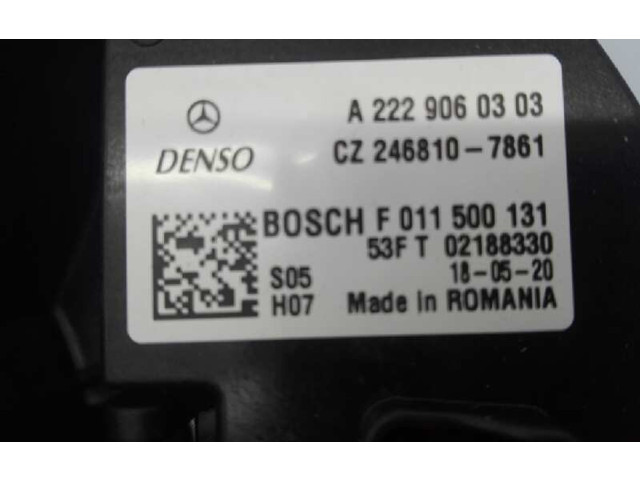 A 222 906 03 03
DENSO CZ 246810-7861
BOSCH F 011 500 131
53F T 02188330
S05 18-05-20
H07 Made in ROMANIA